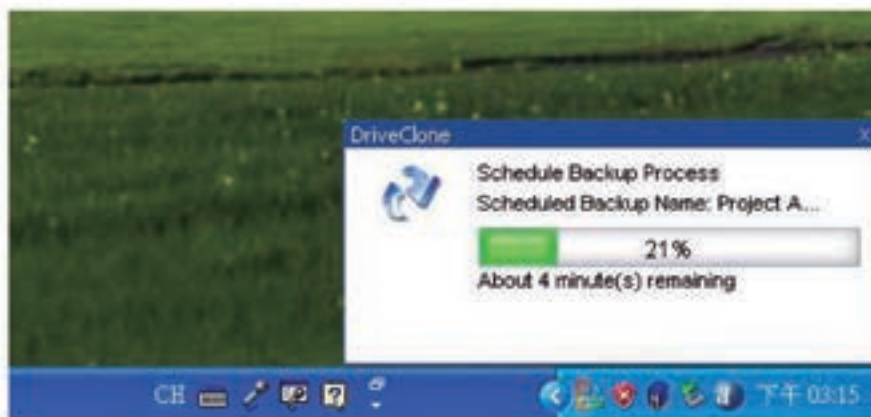 DriveClone
Schedule Backup Process
Scheduled Backup Name: Project A...
21%
About 4 minute(s) remaining
CH
下午 03:15